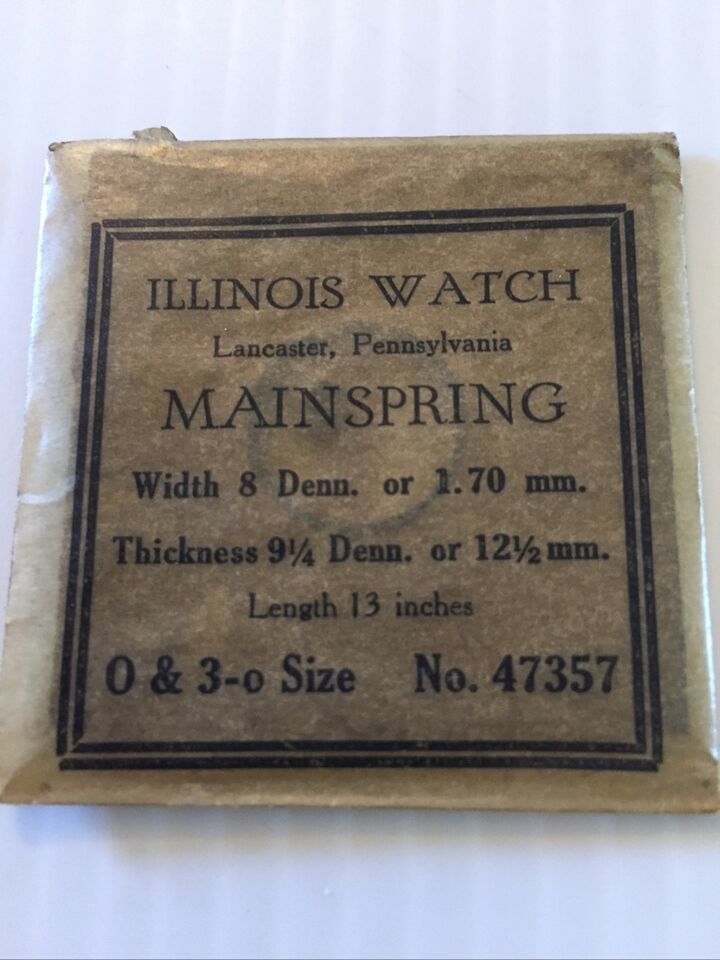 ILLINOIS WATCH
Lancaster, Pennsylvania
MAINSPRING
Width 8 Denn. or 1.70 mm.
Thickness 9¼ Denn. or 12½ mm.
Length 13 inches
O & 3-o Size No. 47357